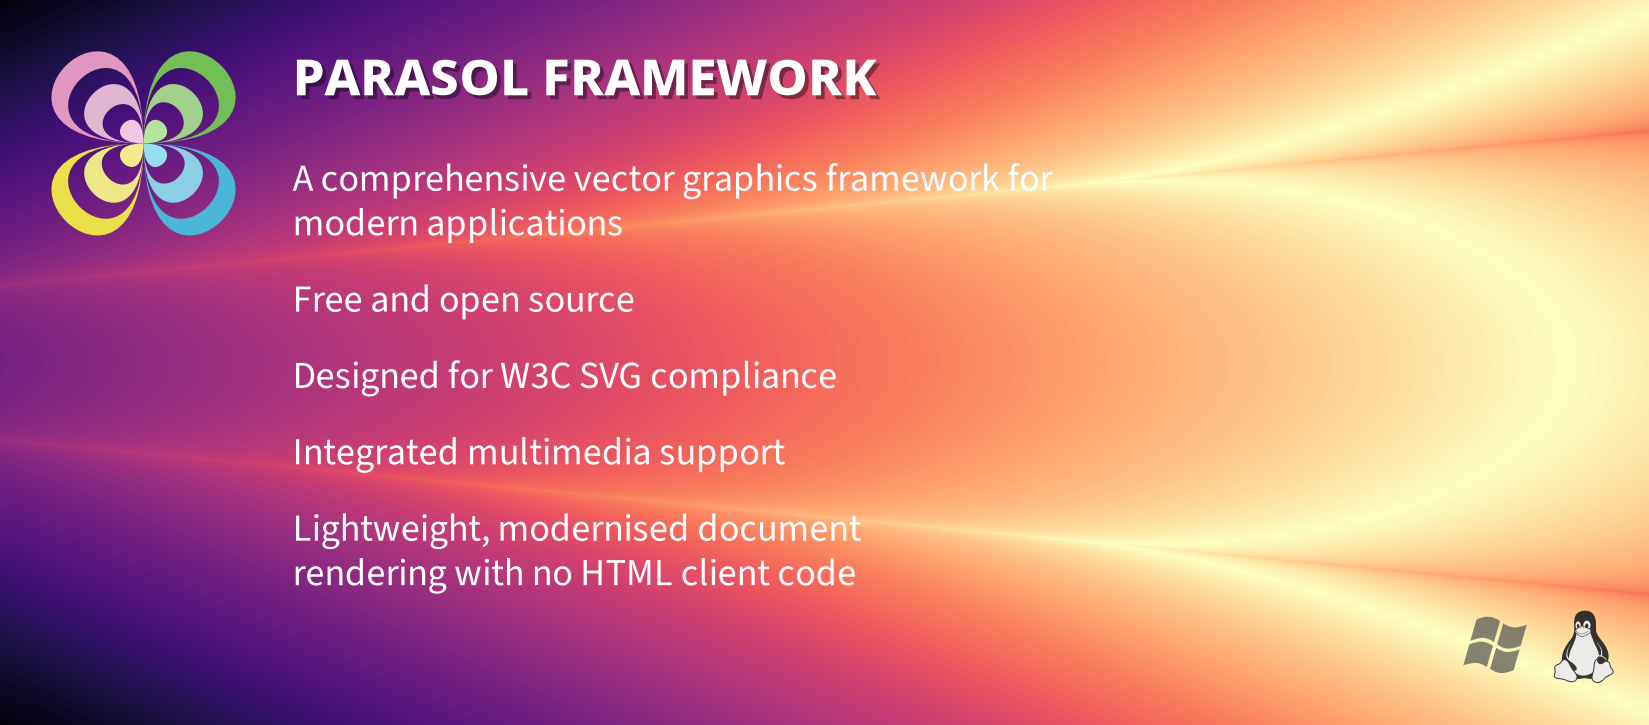 PARASOL FRAMEWORK
A comprehensive vector graphics framework for
modern applications
Free and open source
Designed for W3C SVG compliance
Integrated multimedia support
Lightweight, modernised document
rendering with no HTML client code